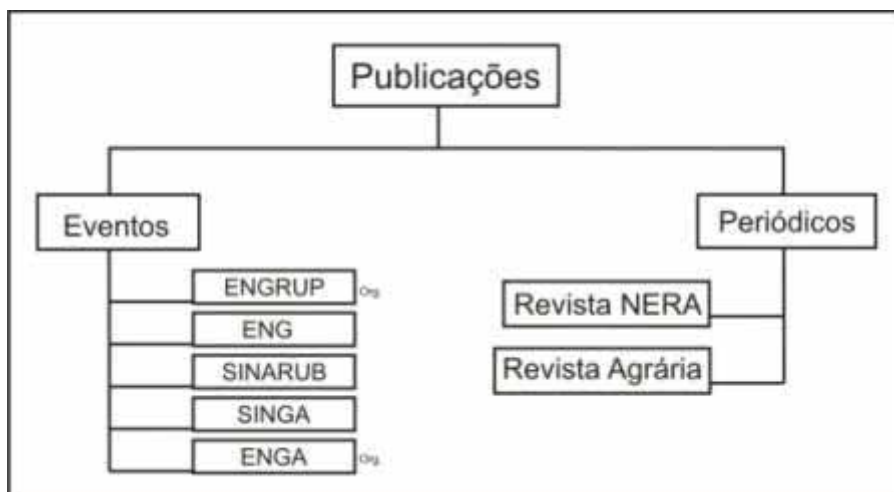 Publicações
Eventos
Periódicos
ENGRUP Org.
ENG
SINARUB
SINGA
ENGA Org.
Revista NERA
Revista Agrária